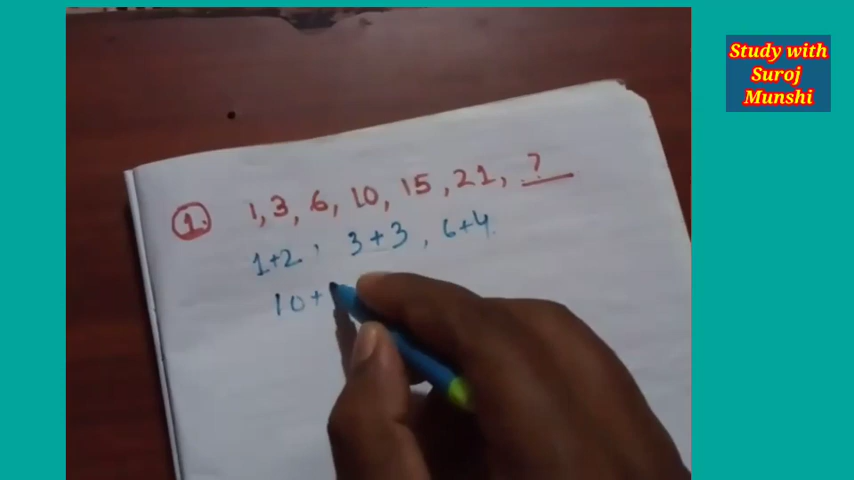 1. 1, 3, 6, 10, 15, 21, ?
1+2, 3+3, 6+4.
10+
Study with
Suroj
Munshi